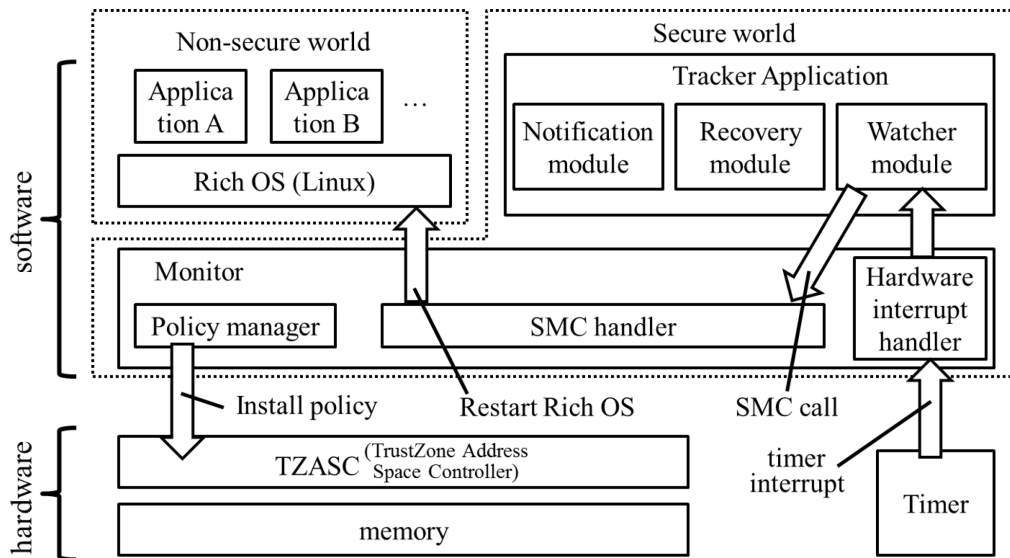 Non-secure world
Applica
tion A
Applica
tion B
...
Rich OS (Linux)
Secure world
Tracker Application
Notification
module
Recovery
module
Watcher
module
software
Monitor
Policy manager
SMC handler
Hardware
interrupt
handler
Install policy
Restart Rich OS
SMC call
timer
interrupt
hardware
TZASC (TrustZone Address
Space Controller)
memory
Timer